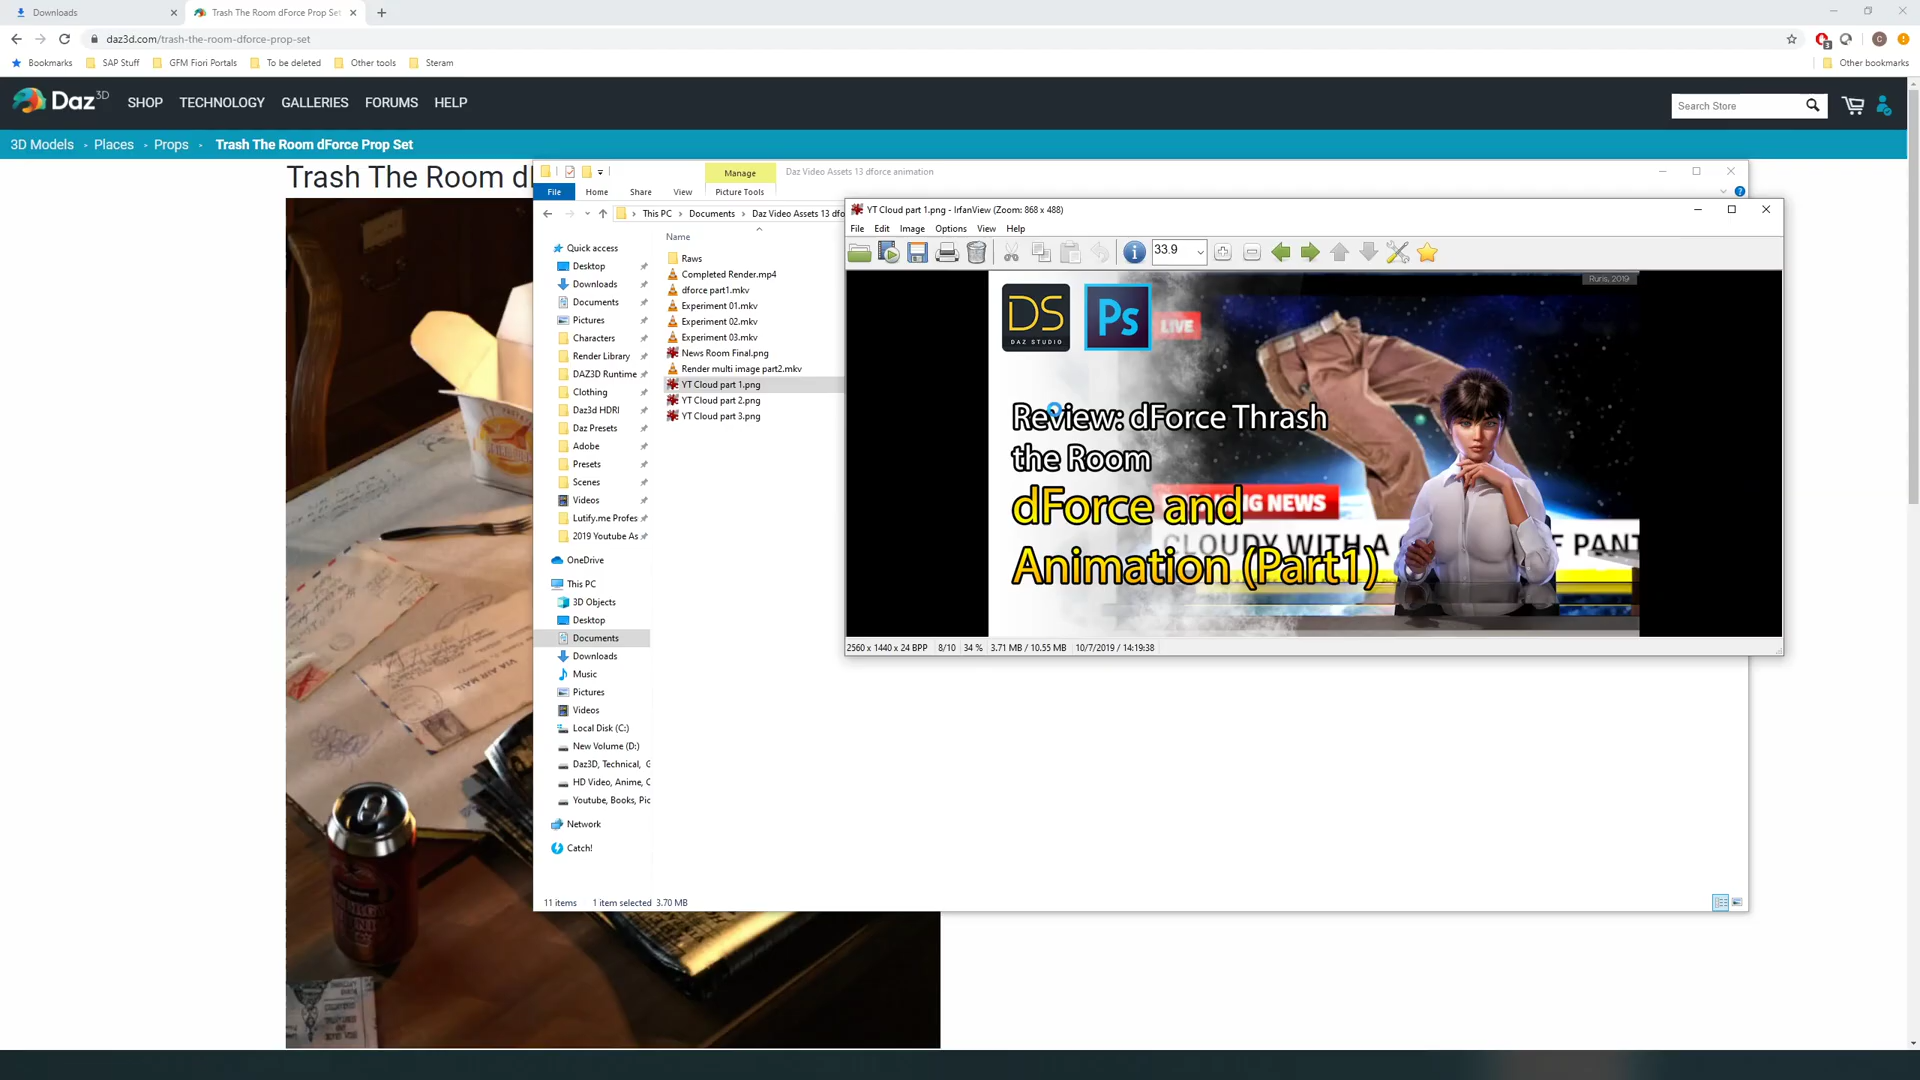 Downloads
Trash The Room dForce Prop Set
daz3d.com/trash-the-room-dforce-prop-set
Bookmarks SAP Stuff GFM Fiori Portals To be deleted Other tools Steram Other bookmarks
Daz 3D SHOP TECHNOLOGY GALLERIES FORUMS HELP Search Store
3D Models Places Props Trash The Room dForce Prop Set
Trash The Room
Manage Daz Video Assets 13 dforce animation
File Home Share View Picture Tools
This PC Documents Daz Video Assets 13 dfo
Name
Quick access
Desktop
Downloads
Documents
Pictures
Characters
Render Library
DAZ3D Runtime
Clothing
Daz3d HDRI
Daz Presets
Adobe
Presets
Scenes
Videos
Lutify.me Profes
2019 Youtube As
OneDrive
This PC
3D Objects
Desktop
Documents
Downloads
Music
Pictures
Videos
Local Disk (C:)
New Volume (D:)
Daz3D, Technical, G
HD Video, Anime, C
Youtube, Books, Pic
Network
Catch!
Raws
Completed Render.mp4
dforce part1.mkv
Experiment 01.mkv
Experiment 02.mkv
Experiment 03.mkv
News Room Final.png
Render multi image part2.mkv
YT Cloud part 1.png
YT Cloud part 2.png
YT Cloud part 3.png
11 items 1 item selected 3.70 MB
YT Cloud part 1.png - IrfanView (Zoom: 868 x 488)
File Edit Image Options View Help
33.9
Ruris, 2019
DS
DAZ STUDIO
Ps
LIVE
Review: dForce Thrash
the Room
dForce and
NEWS
CLOUDY WITH A PANT
Animation (Part1)
2560 x 1440 x 24 BPP 8/10 34 % 3.71 MB / 10.55 MB 10/7/2019 / 14:19:38